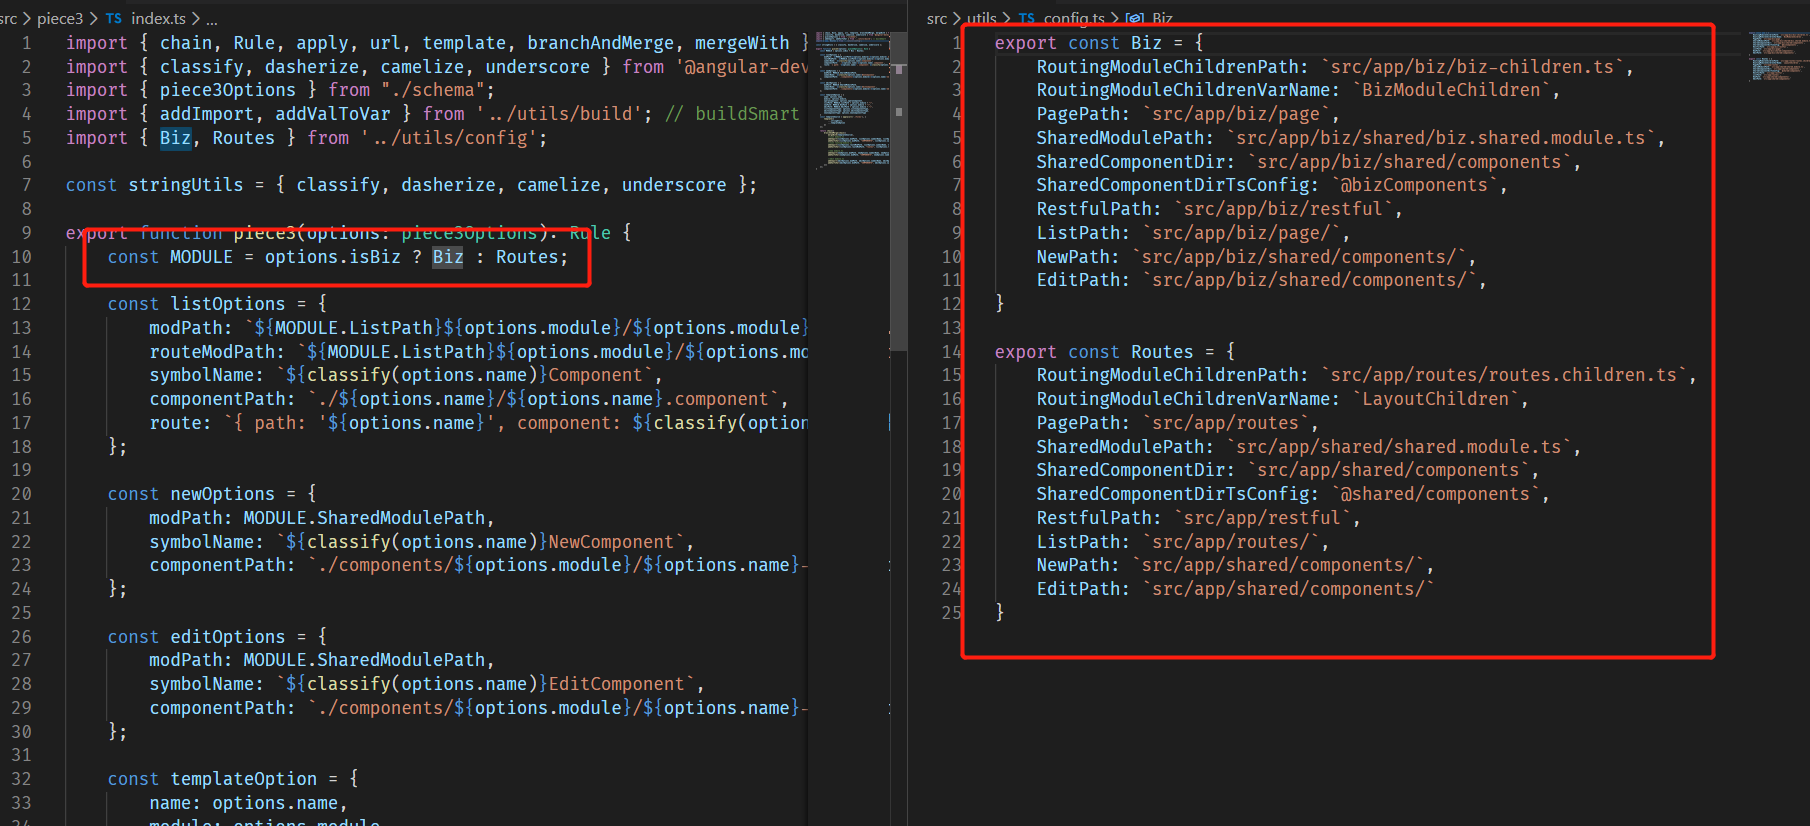 src > piece3 > TS index.ts > ...
1 import { chain, Rule, apply, url, template, branchAndMerge, mergeWith }
2 import { classify, dasherize, camelize, underscore } from '@angular-dev
3 import { piece3Options } from "./schema";
4 import { addImport, addValToVar } from '../utils/build'; // buildSmart
5 import { Biz, Routes } from '../utils/config';
6
7 const stringUtils = { classify, dasherize, camelize, underscore };
8
9 export function piece3(options: piece3Options): Rule {
10 const MODULE = options.isBiz ? Biz : Routes;
11
12 const listOptions = {
13 modPath: `${MODULE.ListPath}${options.module}/${options.module}
14 routeModPath: `${MODULE.ListPath}${options.module}/${options.mo
15 symbolName: `${classify(options.name)}Component`,
16 componentPath: `./${options.name}/${options.name}.component`,
17 route: `{ path: '${options.name}', component: ${classify(option
18 };
19
20 const newOptions = {
21 modPath: MODULE.SharedModulePath,
22 symbolName: `${classify(options.name)}NewComponent`,
23 componentPath: `./components/${options.module}/${options.name}-
24 };
25
26 const editOptions = {
27 modPath: MODULE.SharedModulePath,
28 symbolName: `${classify(options.name)}EditComponent`,
29 componentPath: `./components/${options.module}/${options.name}-
30 };
31
32 const templateOption = {
33 name: options.name,
34 module: options.module
src > utils > TS config.ts > Biz
1 export const Biz = {
2 RoutingModuleChildrenPath: `src/app/biz/biz-children.ts`,
3 RoutingModuleChildrenVarName: `BizModuleChildren`,
4 PagePath: `src/app/biz/page`,
5 SharedModulePath: `src/app/biz/shared/biz.shared.module.ts`,
6 SharedComponentDir: `src/app/biz/shared/components`,
7 SharedComponentDirTsConfig: `@bizComponents`,
8 RestfulPath: `src/app/biz/restful`,
9 ListPath: `src/app/biz/page/`,
10 NewPath: `src/app/biz/shared/components/`,
11 EditPath: `src/app/biz/shared/components/`,
12 }
13
14 export const Routes = {
15 RoutingModuleChildrenPath: `src/app/routes/routes.children.ts`,
16 RoutingModuleChildrenVarName: `LayoutChildren`,
17 PagePath: `src/app/routes`,
18 SharedModulePath: `src/app/shared/shared.module.ts`,
19 SharedComponentDir: `src/app/shared/components`,
20 SharedComponentDirTsConfig: `@shared/components`,
21 RestfulPath: `src/app/restful`,
22 ListPath: `src/app/routes/`,
23 NewPath: `src/app/shared/components/`,
24 EditPath: `src/app/shared/components/`
25 }